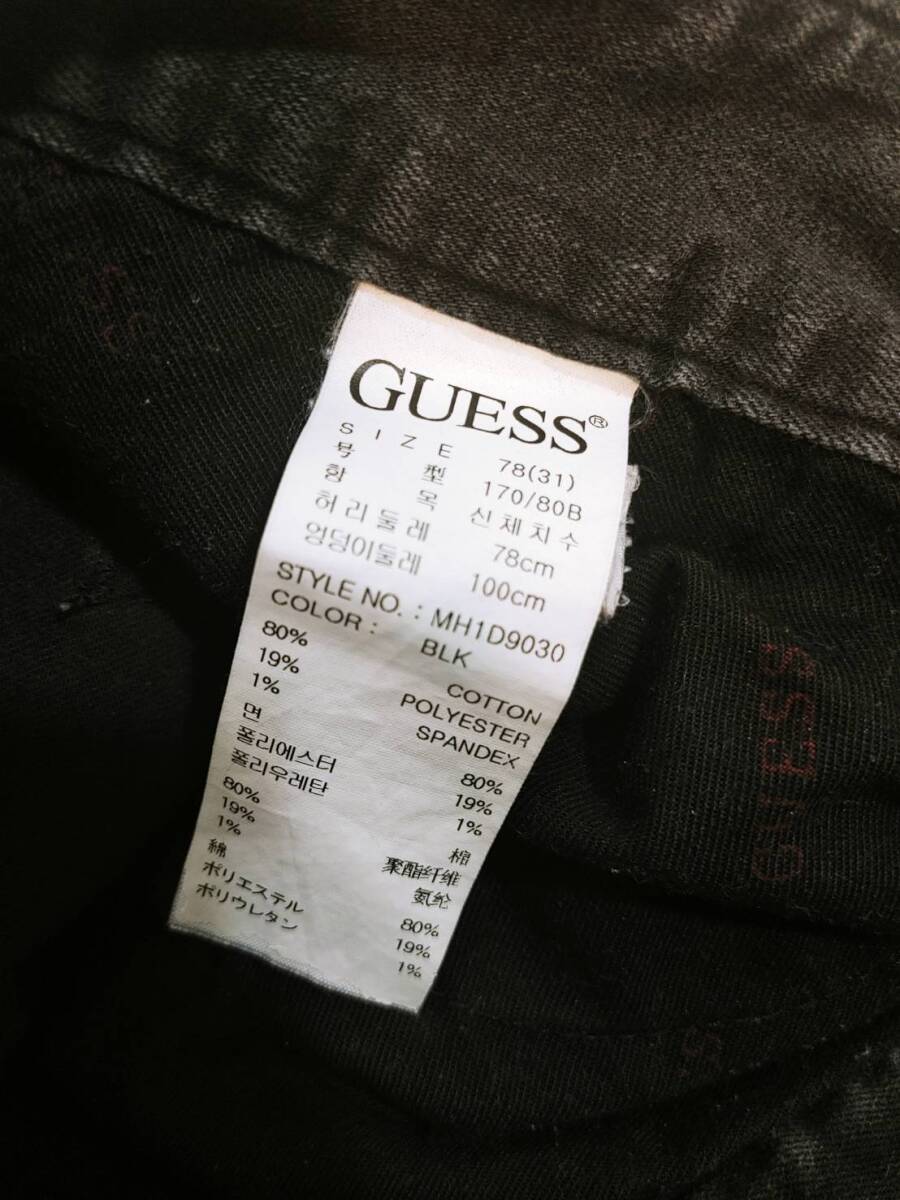 GUESS®
SIZE 78(31)
号型 170/80B
항목 신체치수
허리둘레 78cm
엉덩이둘레 100cm
STYLE NO. : MH1D9030
COLOR : BLK
80% COTTON
19% POLYESTER
1% SPANDEX
면 80%
폴리에스터 19%
폴리우레탄 1%
80% 棉
19% 聚酯纤维
1% 氨纶
綿 80%
ポリエステル 19%
ポリウレタン 1%
GUESS
SS
S